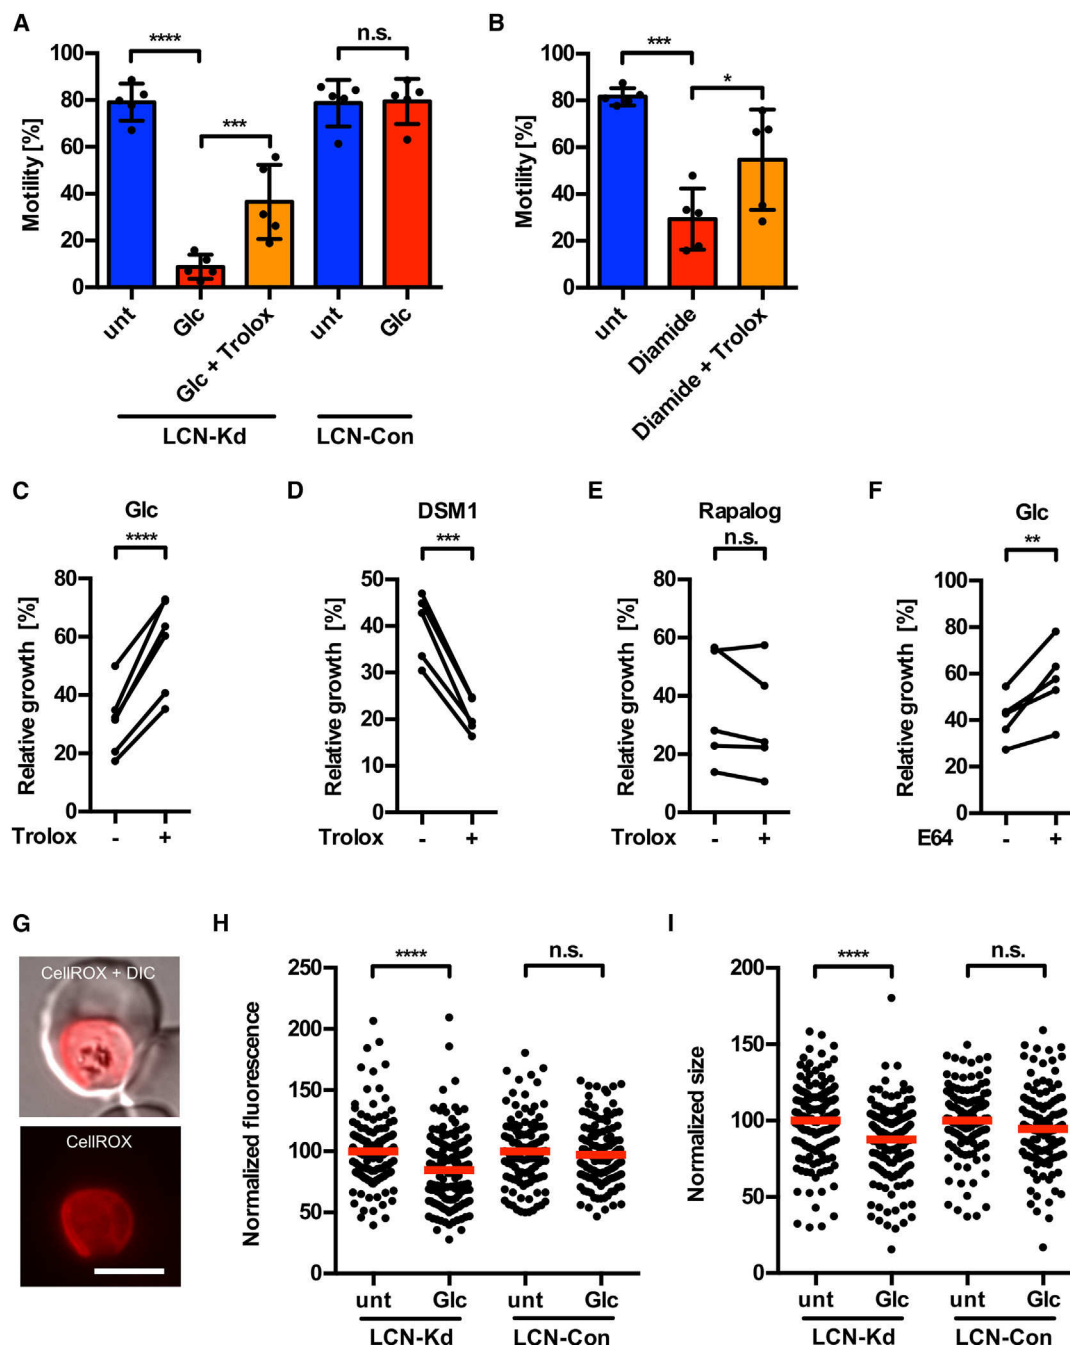 A
B
****
n.s.
***
***
*
100
80
60
40
20
0
Motility [%]
unt
Glc
Glc + Trolox
unt
Glc
LCN-Kd
LCN-Con
100
80
60
40
20
0
Motility [%]
unt
Diamide
Diamide + Trolox
C
D
E
F
Glc
****
80
60
40
20
0
Relative growth [%]
Trolox - +
DSM1
***
50
40
30
20
10
0
Relative growth [%]
Trolox - +
Rapalog
n.s.
80
60
40
20
0
Relative growth [%]
Trolox - +
Glc
**
100
80
60
40
20
0
Relative growth [%]
E64 - +
G
H
I
CellROX + DIC
CellROX
****
n.s.
250
200
150
100
50
0
Normalized fluorescence
unt
Glc
unt
Glc
LCN-Kd
LCN-Con
****
n.s.
200
150
100
50
0
Normalized size
unt
Glc
unt
Glc
LCN-Kd
LCN-Con